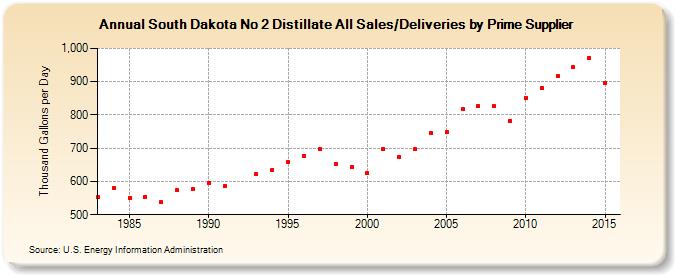 Annual South Dakota No 2 Distillate All Sales/Deliveries by Prime Supplier
Thousand Gallons per Day
1,000
900
800
700
600
500
1985 1990 1995 2000 2005 2010 2015
Source: U.S. Energy Information Administration